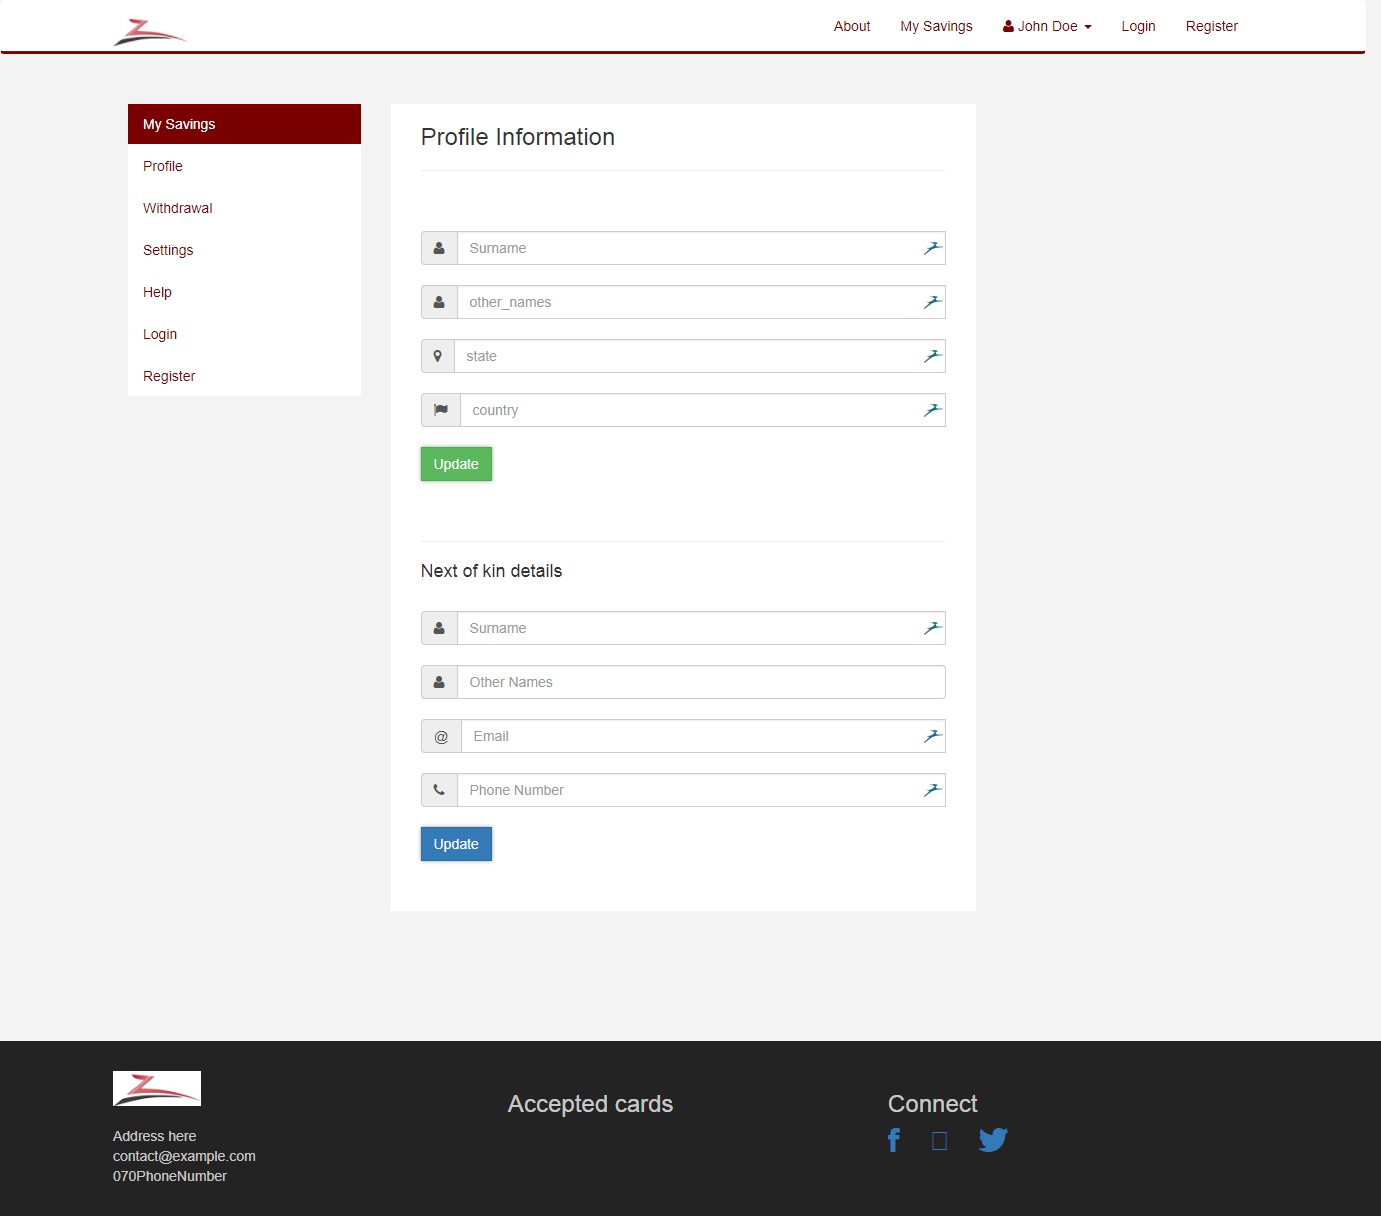 About
My Savings
John Doe
Login
Register
My Savings
Profile
Withdrawal
Settings
Help
Login
Register
Profile Information
Surname
other_names
state
country
Update
Next of kin details
Surname
Other Names
@ Email
Phone Number
Update
Address here
contact@example.com
070PhoneNumber
Accepted cards
Connect